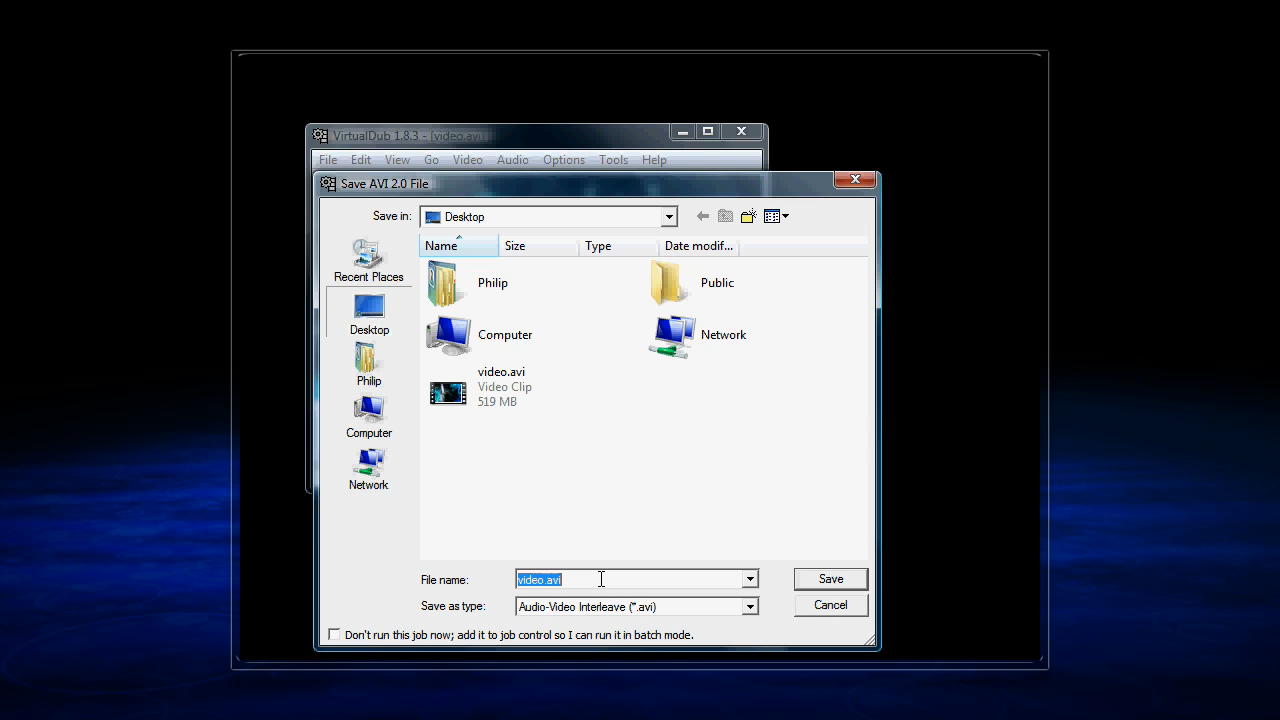 VirtualDub 1.8.3 - [video.avi]
File Edit View Go Video Audio Options Tools Help
Save AVI 2.0 File
Save in: Desktop
Name Size Type Date modif...
Recent Places
Desktop
Philip
Computer
Network
Philip
Public
Computer
Network
video.avi
Video Clip
519 MB
File name: video.avi Save
Save as type: Audio-Video Interleave (*.avi) Cancel
Don't run this job now; add it to job control so I can run it in batch mode.